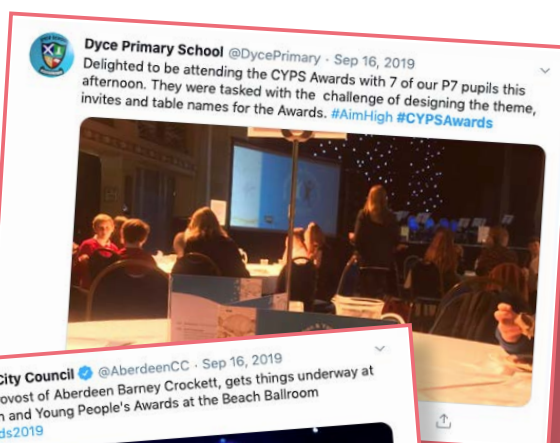 Dyce Primary School @DycePrimary · Sep 16, 2019
Delighted to be attending the CYPS Awards with 7 of our P7 pupils this
afternoon. They were tasked with the challenge of designing the theme,
invites and table names for the Awards. #AimHigh #CYPSAwards
City Council @AberdeenCC · Sep 16, 2019
ovost of Aberdeen Barney Crockett, gets things underway at
n and Young People's Awards at the Beach Ballroom
ds2019